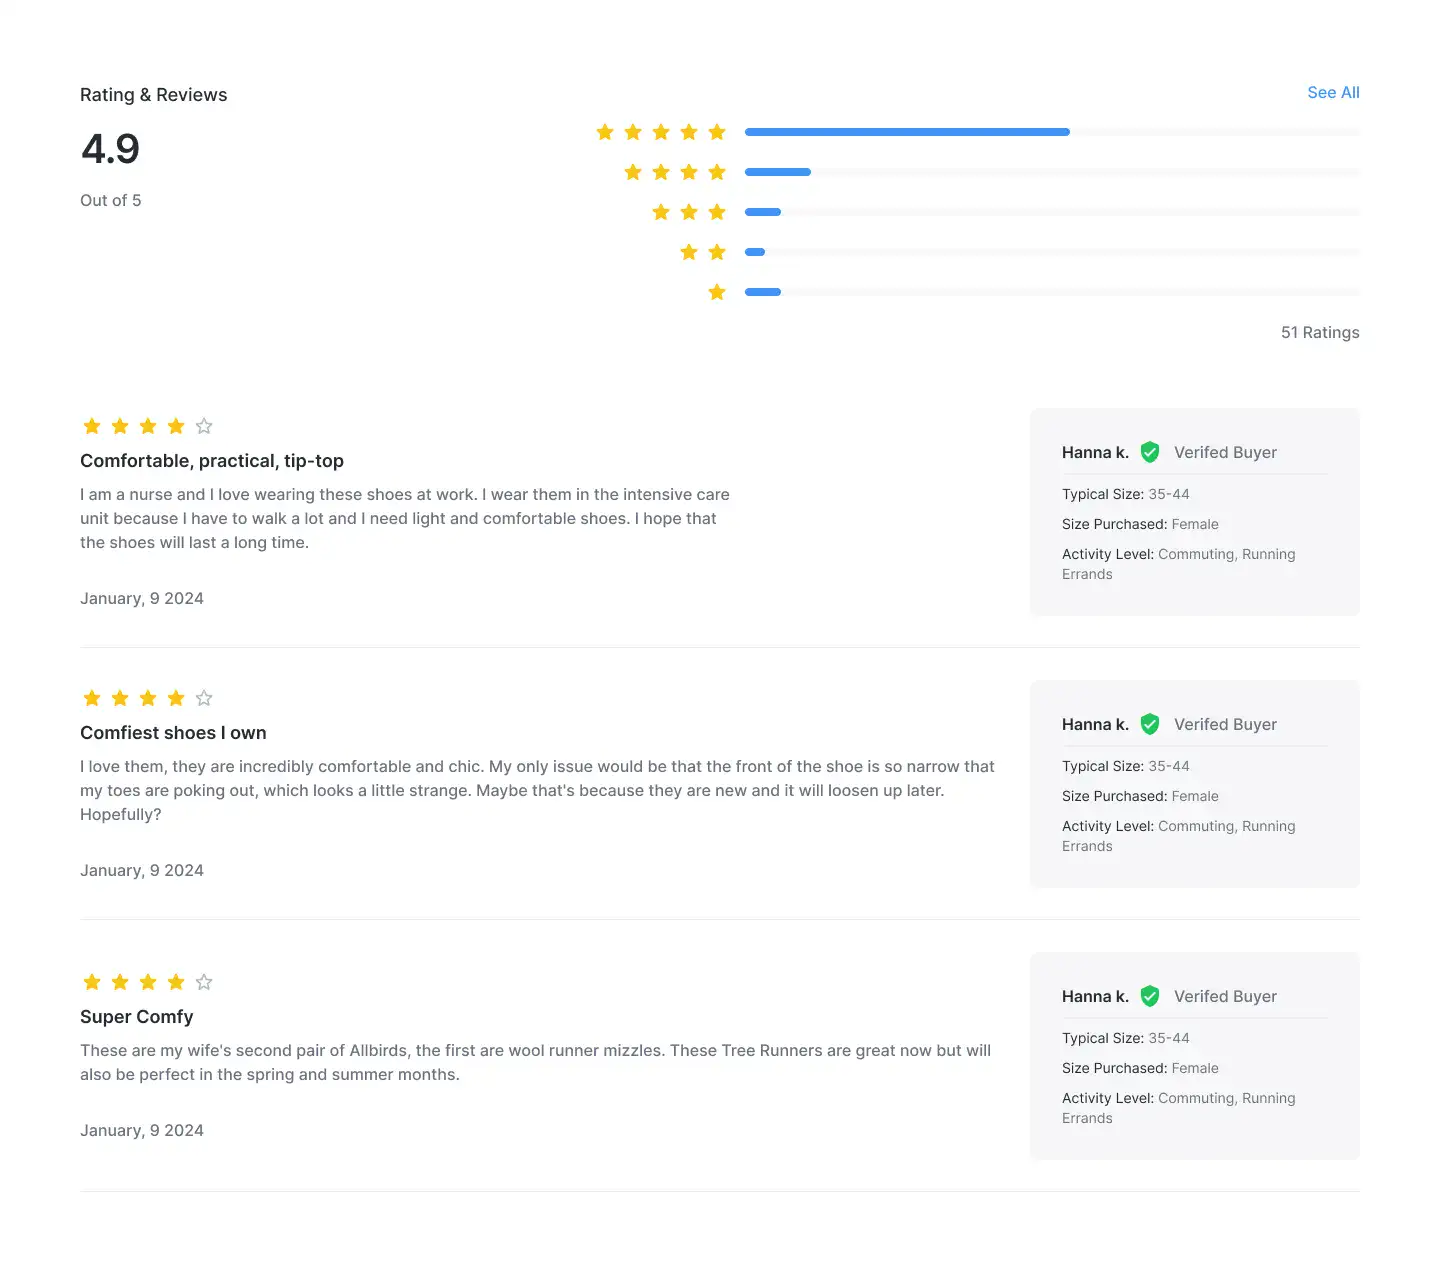 Rating & Reviews
See All
4.9
Out of 5
51 Ratings
Comfortable, practical, tip-top
I am a nurse and I love wearing these shoes at work. I wear them in the intensive care
unit because I have to walk a lot and I need light and comfortable shoes. I hope that
the shoes will last a long time.
January, 9 2024
Hanna k. Verifed Buyer
Typical Size: 35-44
Size Purchased: Female
Activity Level: Commuting, Running
Errands
Comfiest shoes I own
I love them, they are incredibly comfortable and chic. My only issue would be that the front of the shoe is so narrow that
my toes are poking out, which looks a little strange. Maybe that's because they are new and it will loosen up later.
Hopefully?
January, 9 2024
Hanna k. Verifed Buyer
Typical Size: 35-44
Size Purchased: Female
Activity Level: Commuting, Running
Errands
Super Comfy
These are my wife's second pair of Allbirds, the first are wool runner mizzles. These Tree Runners are great now but will
also be perfect in the spring and summer months.
January, 9 2024
Hanna k. Verifed Buyer
Typical Size: 35-44
Size Purchased: Female
Activity Level: Commuting, Running
Errands